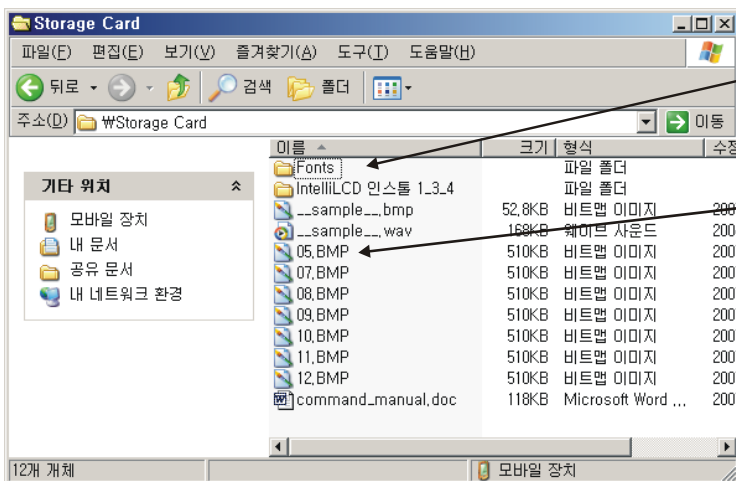 Storage Card
파일(F) 편집(E) 보기(V) 즐겨찾기(A) 도구(T) 도움말(H)
뒤로 검색 폴더
주소(D) ₩Storage Card 이동
기타 위치
모바일 장치
내 문서
공유 문서
내 네트워크 환경
이름 크기 형식 수정
Fonts 파일 폴더
IntelliLCD 인스톨 1_3_4 파일 폴더
__sample__.bmp 52,8KB 비트맵 이미지 200
__sample__.wav 168KB 웨이브 사운드 200
05.BMP 510KB 비트맵 이미지 200
07.BMP 510KB 비트맵 이미지 200
08.BMP 510KB 비트맵 이미지 200
09.BMP 510KB 비트맵 이미지 200
10.BMP 510KB 비트맵 이미지 200
11.BMP 510KB 비트맵 이미지 200
12.BMP 510KB 비트맵 이미지 200
command_manual.doc 118KB Microsoft Word ... 200
12개 개체 모바일 장치